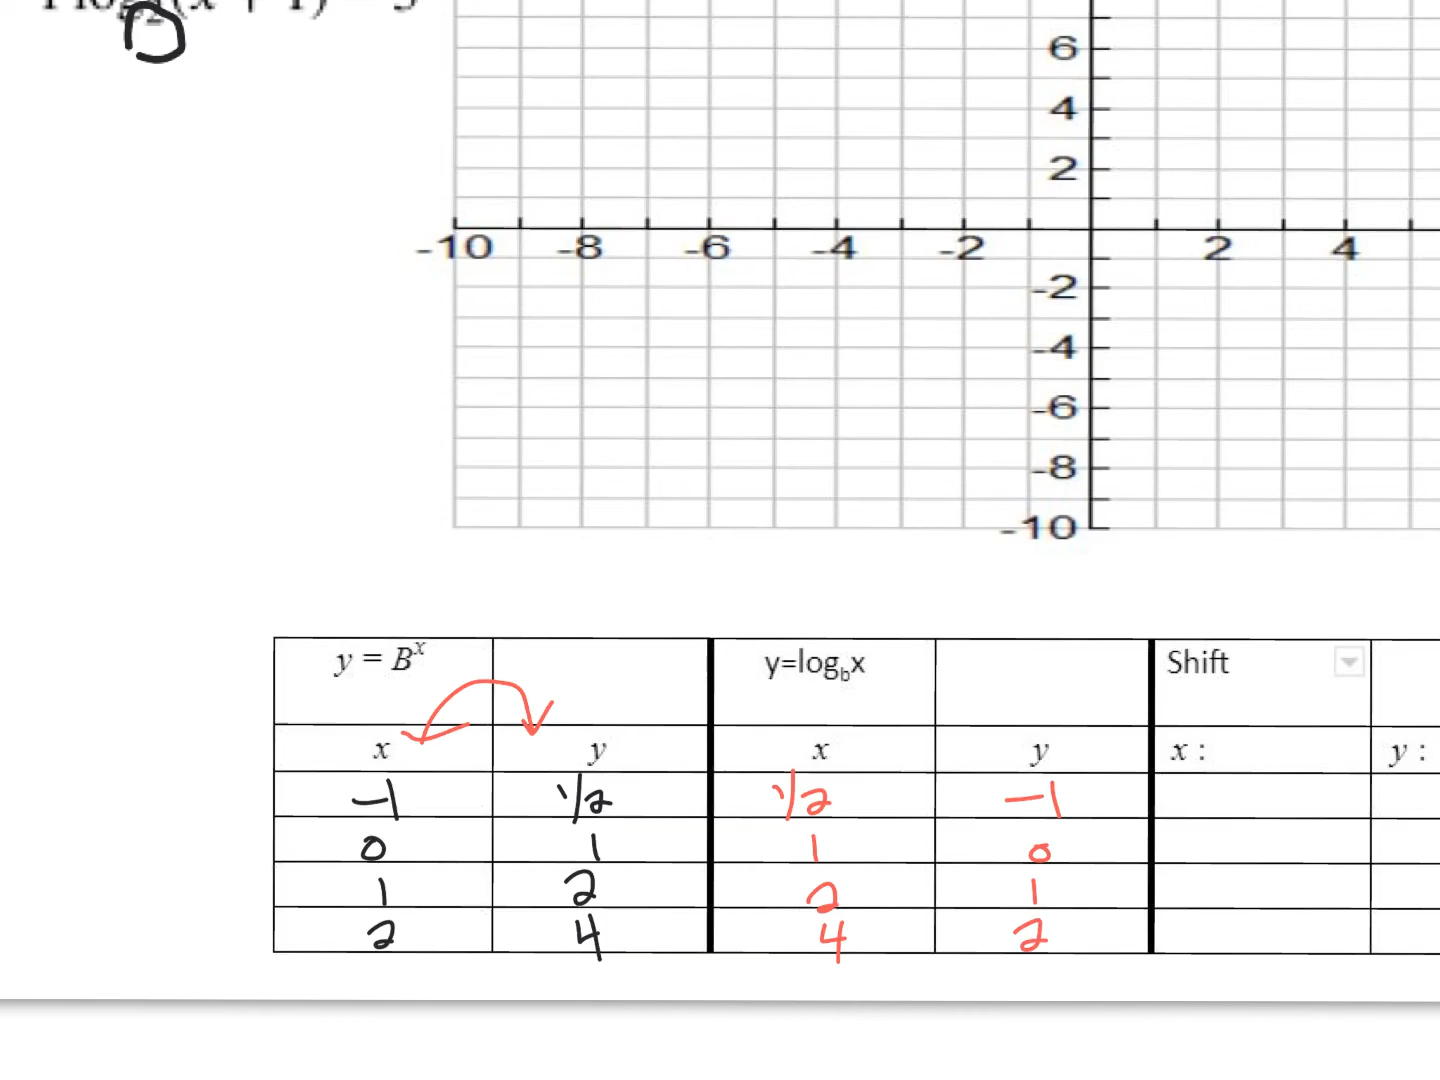 6
4
2
-10 -8 -6 -4 -2 2 4
-2
-4
-6
-8
-10
y = Bˣ y=log_b x Shift
x y x y x : y :
-1 1/2 1/2 -1
0 1 1 0
1 2 2 1
2 4 4 2